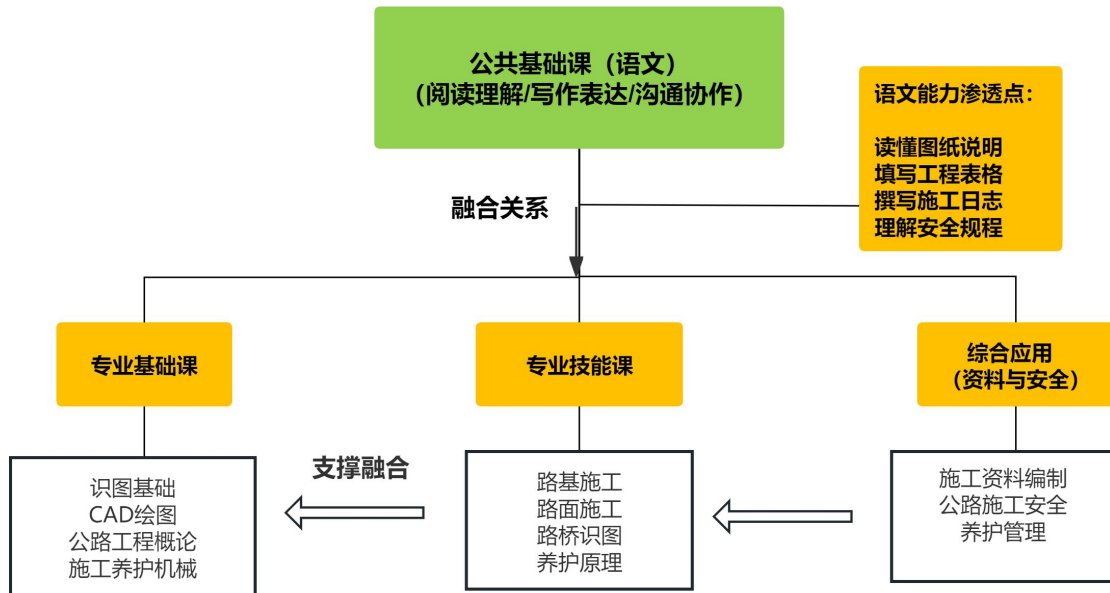 公共基础课（语文）
（阅读理解/写作表达/沟通协作）
语文能力渗透点：
读懂图纸说明
填写工程表格
撰写施工日志
理解安全规程
融合关系
专业基础课
专业技能课
综合应用
（资料与安全）
识图基础
CAD绘图
公路工程概论
施工养护机械
支撑融合
路基施工
路面施工
路桥识图
养护原理
施工资料编制
公路施工安全
养护管理